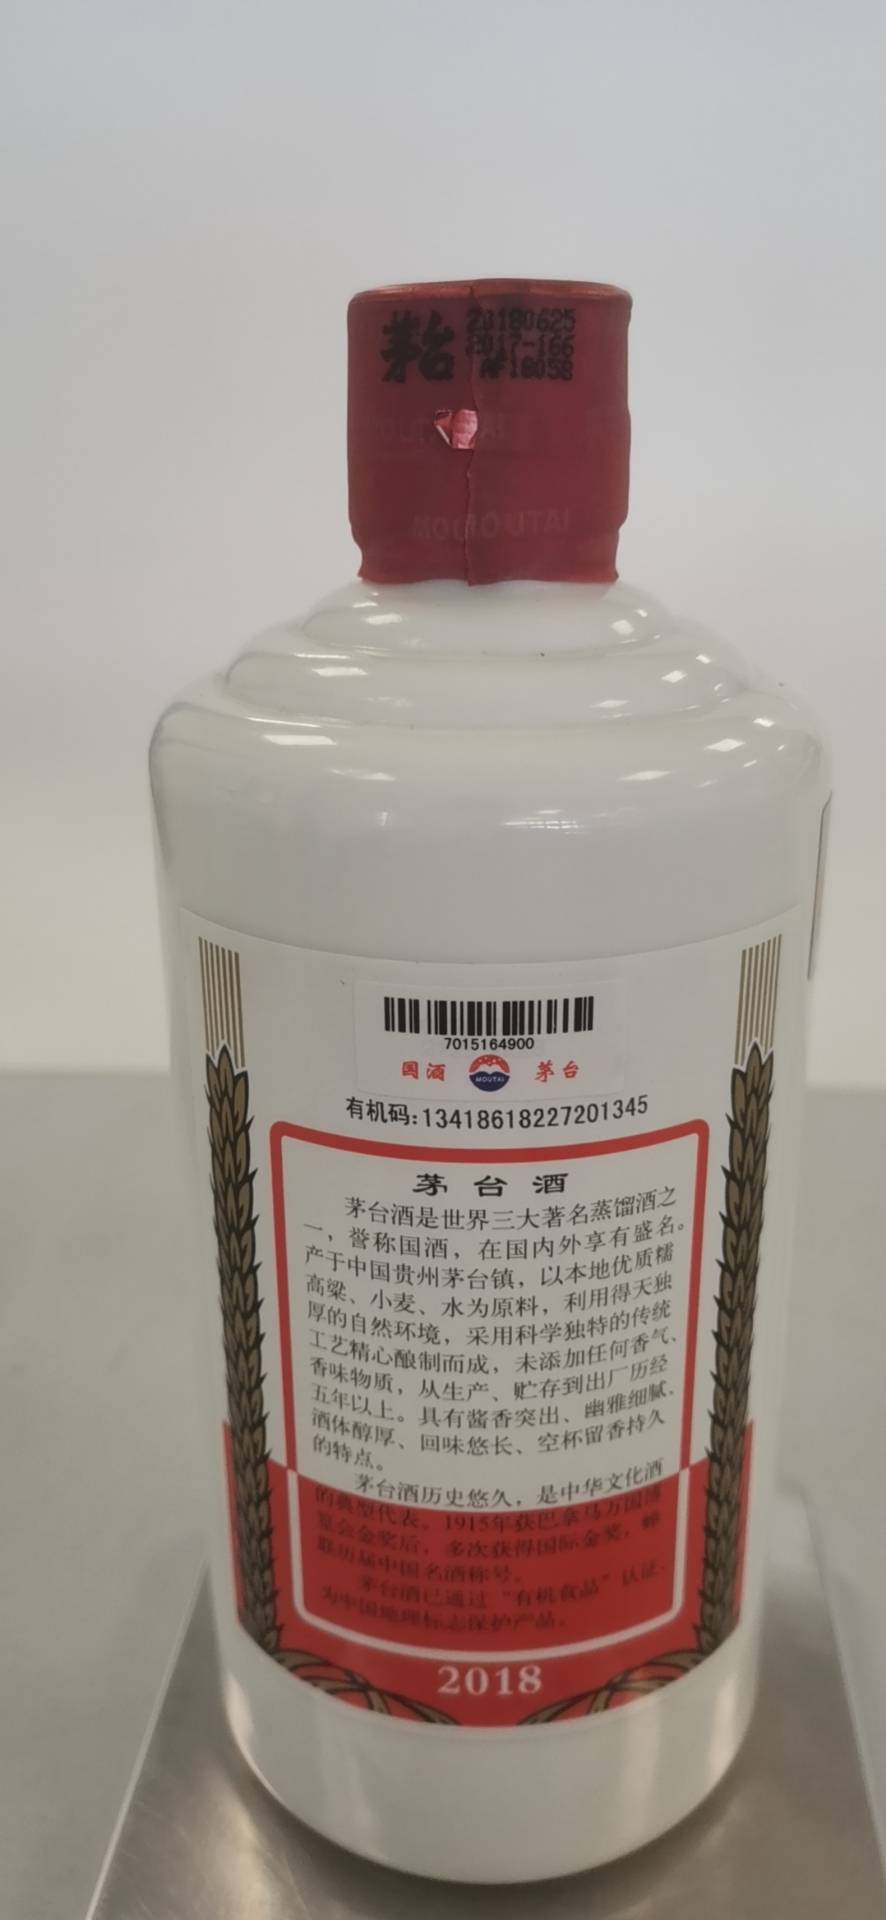 茅台
20180625
2017-166
MOUTAI
7015164900
国酒 MOUTAI 茅台
有机码:13418618227201345
茅台酒
茅台酒是世界三大著名蒸馏酒之
一，誉称国酒，在国内外享有盛名。
产于中国贵州茅台镇，以本地优质糯
高粱、小麦、水为原料，利用得天独
厚的自然环境，采用科学独特的传统
工艺精心酿制而成，未添加任何香气、
香味物质，从生产、贮存到出厂历经
五年以上。具有酱香突出、幽雅细腻、
酒体醇厚、回味悠长、空杯留香持久
的特点。
茅台酒历史悠久，是中华文化酒
的典型代表。1915年获巴拿马万国博
览会金奖后，多次获得国际金奖，蝉
联历届中国名酒称号。
茅台酒已通过“有机食品”认证，
为中国地理标志保护产品。
2018